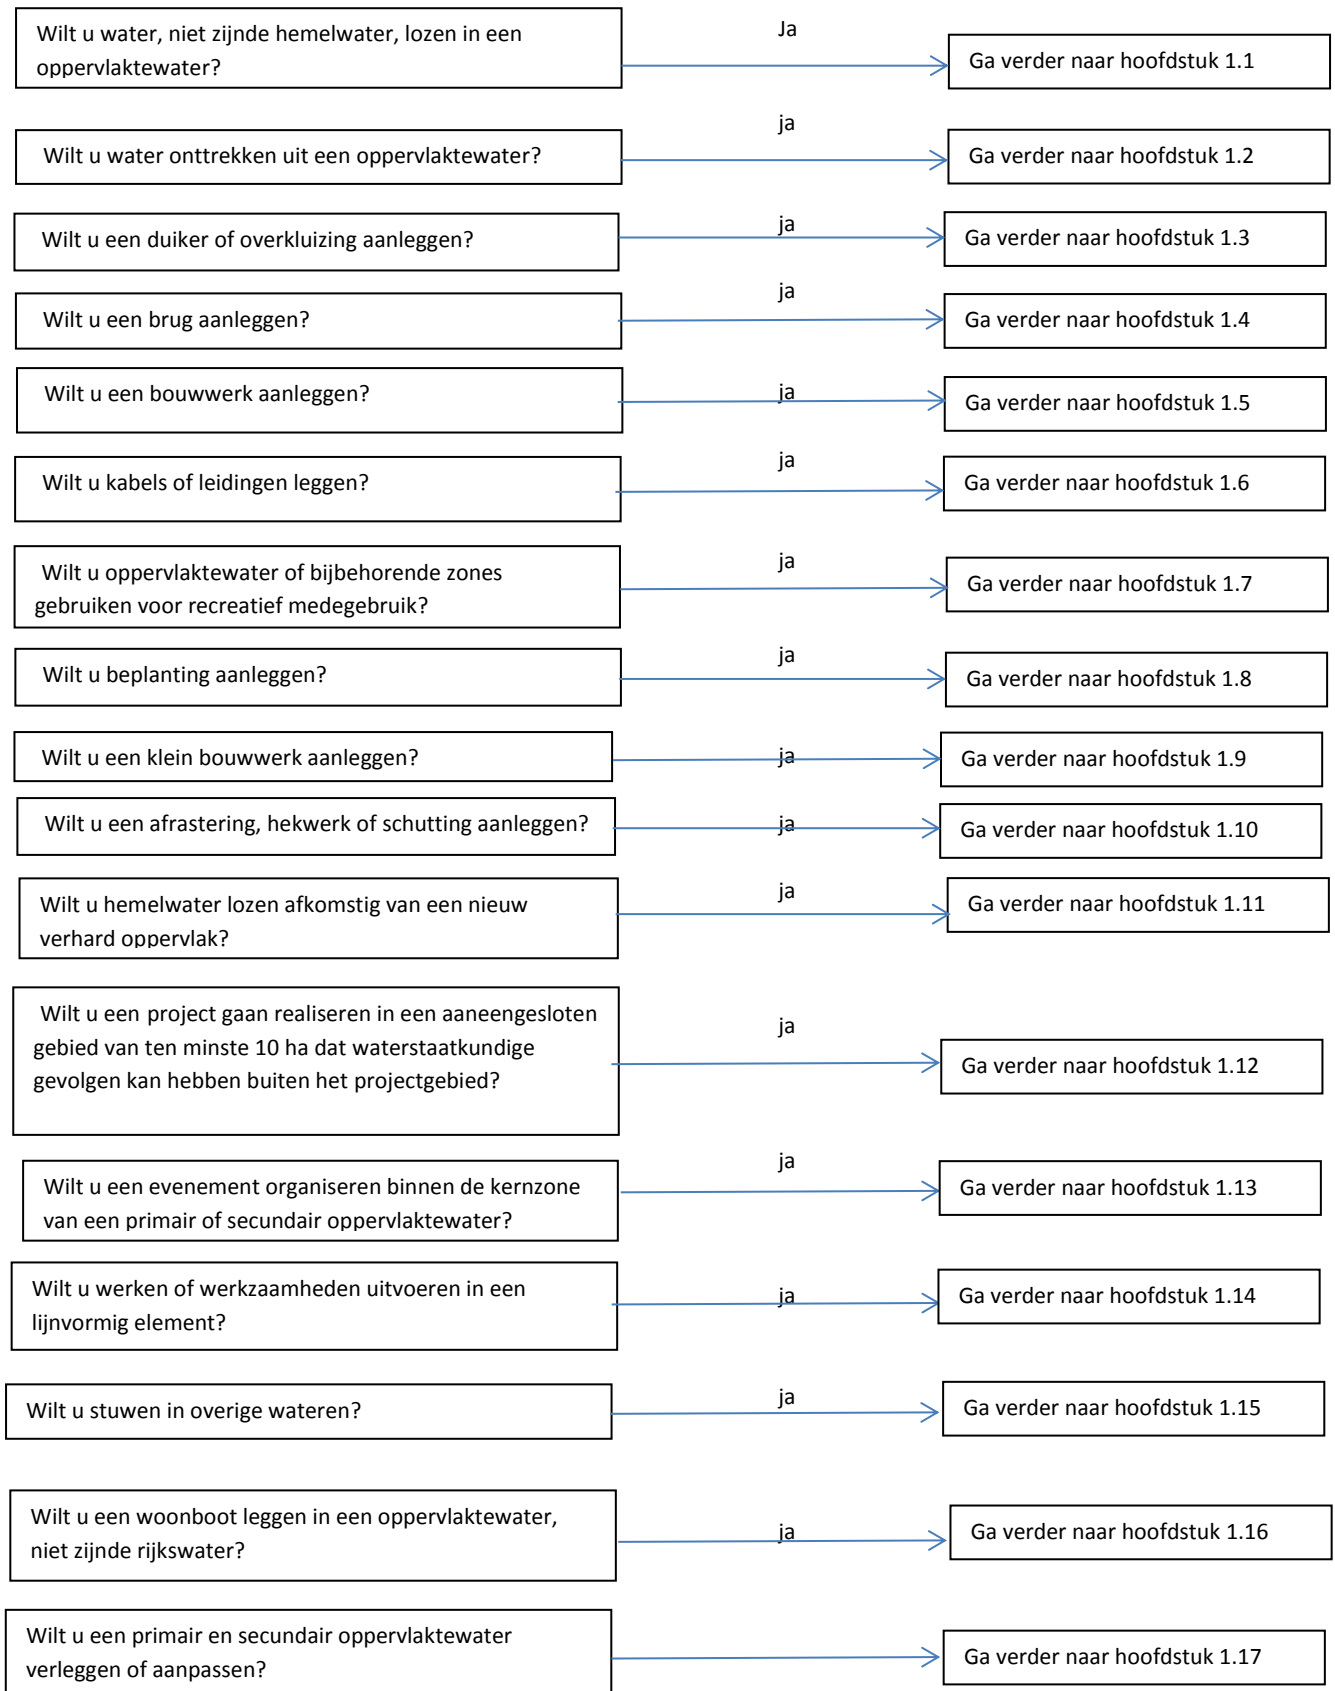 Wilt u water, niet zijnde hemelwater, lozen in een
oppervlaktewater?
Ja
Ga verder naar hoofdstuk 1.1
Wilt u water onttrekken uit een oppervlaktewater?
ja
Ga verder naar hoofdstuk 1.2
Wilt u een duiker of overkluizing aanleggen?
ja
Ga verder naar hoofdstuk 1.3
Wilt u een brug aanleggen?
ja
Ga verder naar hoofdstuk 1.4
Wilt u een bouwwerk aanleggen?
ja
Ga verder naar hoofdstuk 1.5
Wilt u kabels of leidingen leggen?
ja
Ga verder naar hoofdstuk 1.6
Wilt u oppervlaktewater of bijbehorende zones
gebruiken voor recreatief medegebruik?
ja
Ga verder naar hoofdstuk 1.7
Wilt u beplanting aanleggen?
ja
Ga verder naar hoofdstuk 1.8
Wilt u een klein bouwwerk aanleggen?
ja
Ga verder naar hoofdstuk 1.9
Wilt u een afrastering, hekwerk of schutting aanleggen?
ja
Ga verder naar hoofdstuk 1.10
Wilt u hemelwater lozen afkomstig van een nieuw
verhard oppervlak?
ja
Ga verder naar hoofdstuk 1.11
Wilt u een project gaan realiseren in een aaneengesloten
gebied van ten minste 10 ha dat waterstaatkundige
gevolgen kan hebben buiten het projectgebied?
ja
Ga verder naar hoofdstuk 1.12
Wilt u een evenement organiseren binnen de kernzone
van een primair of secundair oppervlaktewater?
ja
Ga verder naar hoofdstuk 1.13
Wilt u werken of werkzaamheden uitvoeren in een
lijnvormig element?
ja
Ga verder naar hoofdstuk 1.14
Wilt u stuwen in overige wateren?
ja
Ga verder naar hoofdstuk 1.15
Wilt u een woonboot leggen in een oppervlaktewater,
niet zijnde rijkswater?
ja
Ga verder naar hoofdstuk 1.16
Wilt u een primair en secundair oppervlaktewater
verleggen of aanpassen?
Ga verder naar hoofdstuk 1.17